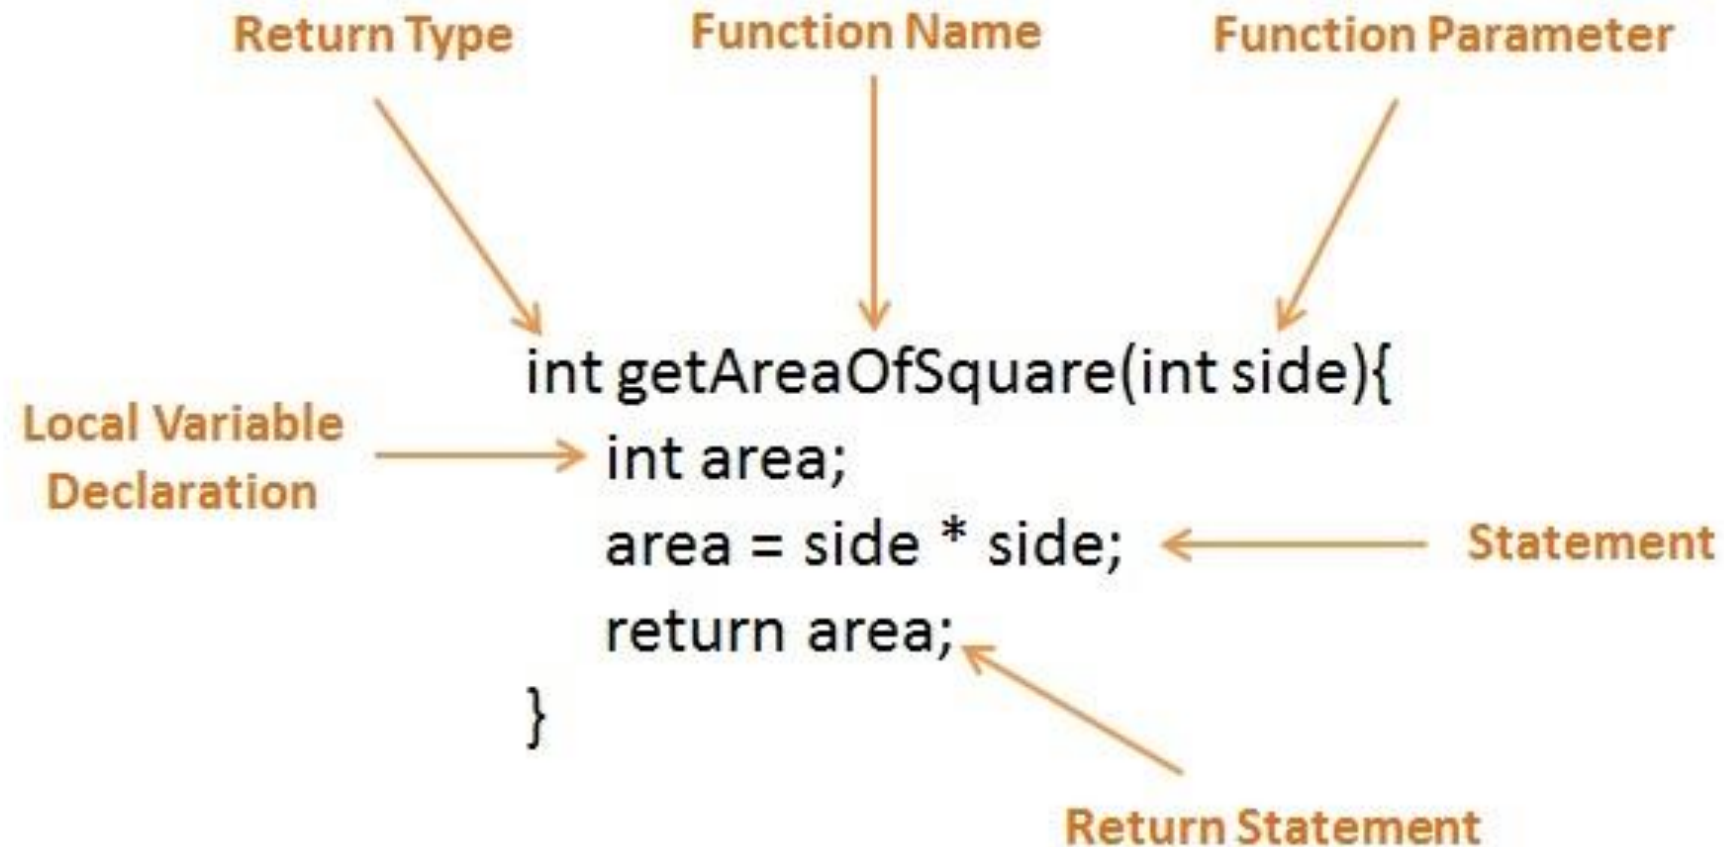 Return Type
Function Name
Function Parameter
int getAreaOfSquare(int side){
Local Variable
Declaration
int area;
area = side * side;
Statement
return area;
}
Return Statement